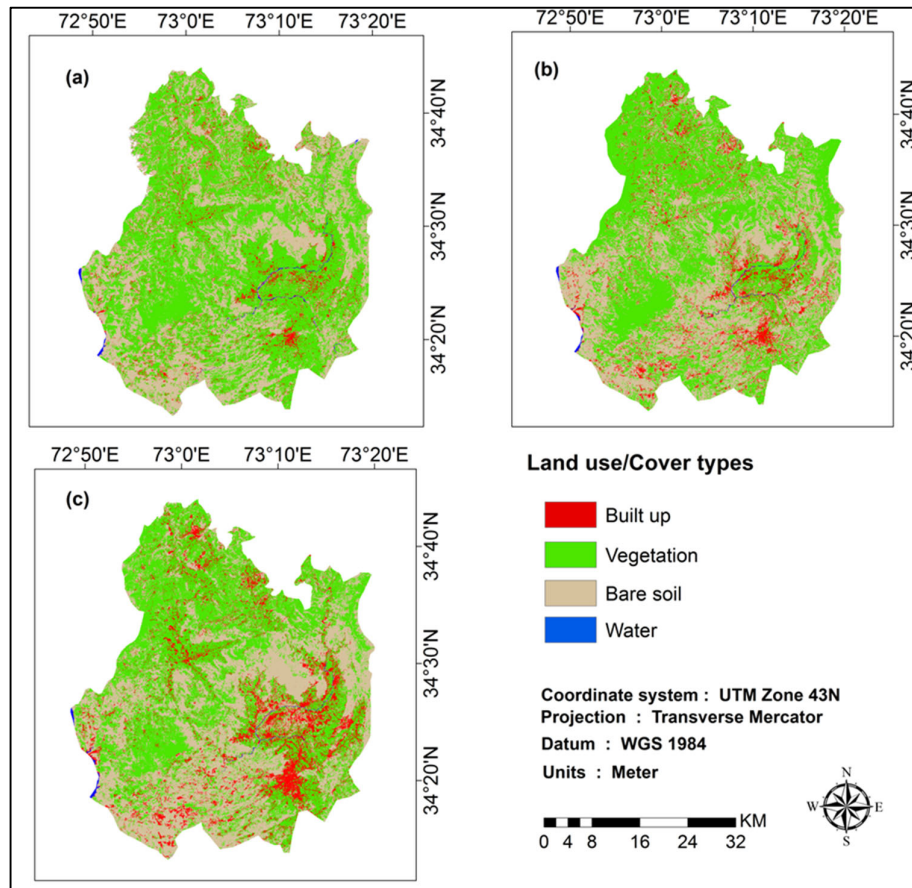 72°50'E 73°0'E 73°10'E 73°20'E
72°50'E 73°0'E 73°10'E 73°20'E
(a)
34°40'N
34°30'N
34°20'N
(b)
34°40'N
34°30'N
34°20'N
72°50'E 73°0'E 73°10'E 73°20'E
(c)
34°40'N
34°30'N
34°20'N
Land use/Cover types
Built up
Vegetation
Bare soil
Water
Coordinate system : UTM Zone 43N
Projection : Transverse Mercator
Datum : WGS 1984
Units : Meter
N
W E
S
KM
0 4 8 16 24 32